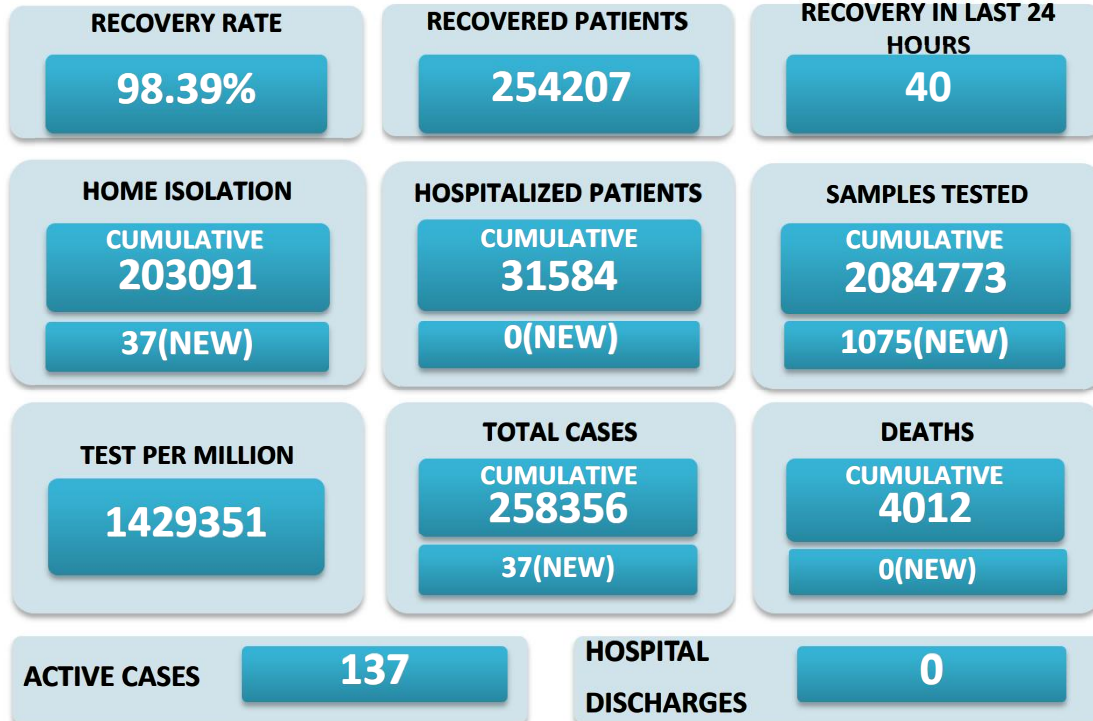 RECOVERY RATE
98.39%
RECOVERED PATIENTS
254207
RECOVERY IN LAST 24
HOURS
40
HOME ISOLATION
CUMULATIVE
203091
37(NEW)
HOSPITALIZED PATIENTS
CUMULATIVE
31584
0(NEW)
SAMPLES TESTED
CUMULATIVE
2084773
1075(NEW)
TEST PER MILLION
1429351
TOTAL CASES
CUMULATIVE
258356
37(NEW)
DEATHS
CUMULATIVE
4012
0(NEW)
ACTIVE CASES
137
HOSPITAL
DISCHARGES
0